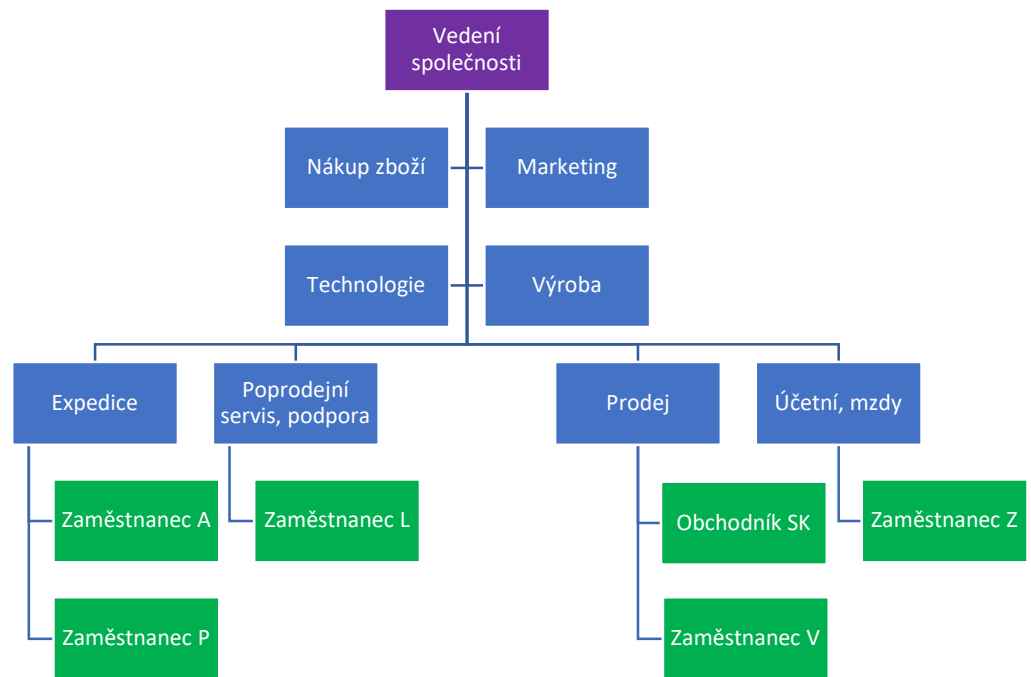 Vedení
společnosti
Nákup zboží
Marketing
Technologie
Výroba
Expedice
Poprodejní
servis, podpora
Prodej
Účetní, mzdy
Zaměstnanec A
Zaměstnanec L
Obchodník SK
Zaměstnanec Z
Zaměstnanec P
Zaměstnanec V